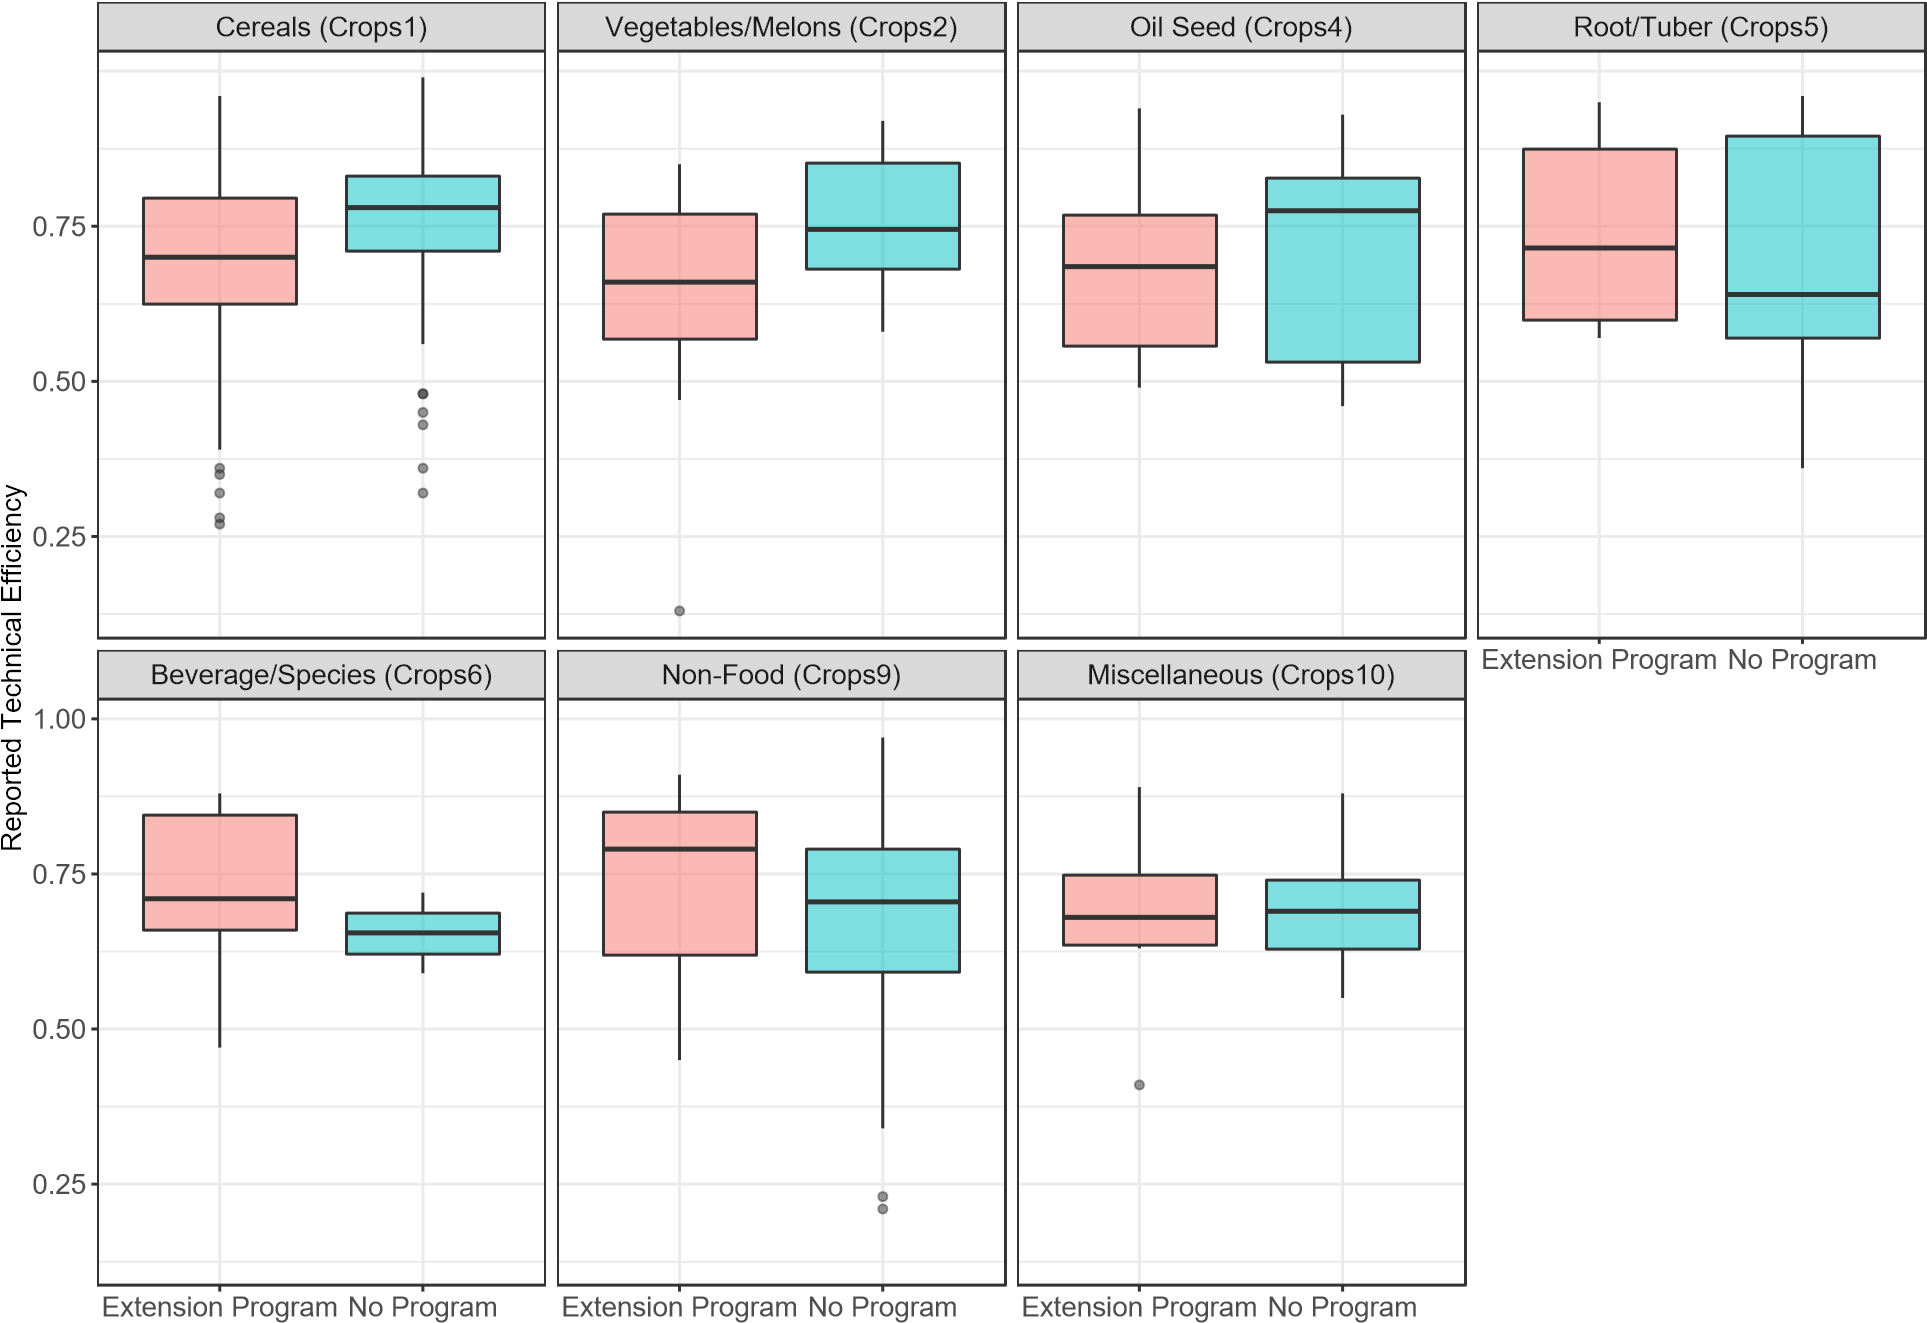 Cereals (Crops1)
Vegetables/Melons (Crops2)
Oil Seed (Crops4)
Root/Tuber (Crops5)
0.75
0.50
0.25
Reported Technical Efficiency
Extension Program No Program
Beverage/Species (Crops6)
Non-Food (Crops9)
Miscellaneous (Crops10)
1.00
0.75
0.50
0.25
Extension Program No Program
Extension Program No Program
Extension Program No Program